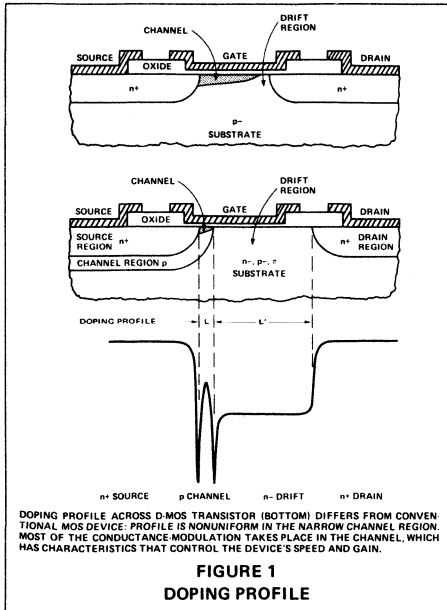 CHANNEL
DRIFT
REGION
SOURCE
GATE
DRAIN
OXIDE
n+
n+
p−
SUBSTRATE
CHANNEL
DRIFT
REGION
SOURCE
GATE
DRAIN
OXIDE
SOURCE
REGION n+
n+ DRAIN
REGION
CHANNEL REGION p
n−, p−, π
SUBSTRATE
DOPING PROFILE
L
L'
n+ SOURCE p CHANNEL n− DRIFT n+ DRAIN
DOPING PROFILE ACROSS D-MOS TRANSISTOR (BOTTOM) DIFFERS FROM CONVEN-
TIONAL MOS DEVICE: PROFILE IS NONUNIFORM IN THE NARROW CHANNEL REGION.
MOST OF THE CONDUCTANCE-MODULATION TAKES PLACE IN THE CHANNEL, WHICH
HAS CHARACTERISTICS THAT CONTROL THE DEVICE'S SPEED AND GAIN.
FIGURE 1
DOPING PROFILE